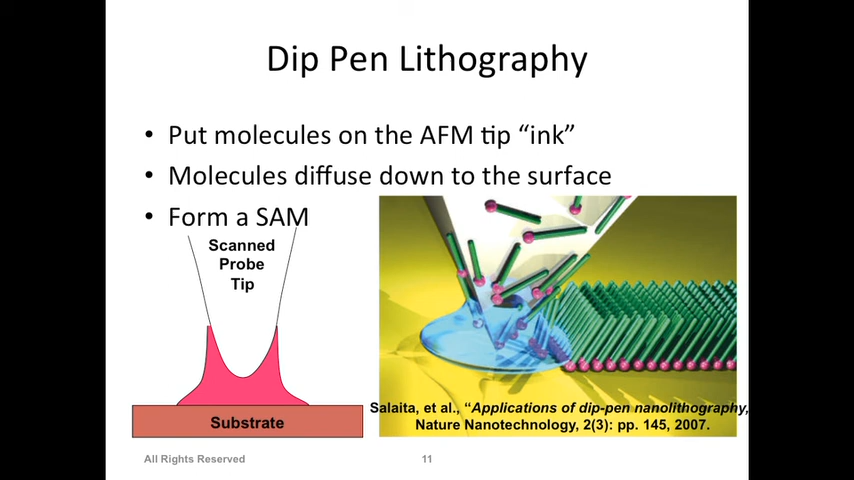 Dip Pen Lithography
• Put molecules on the AFM tip “ink”
• Molecules diffuse down to the surface
• Form a SAM
Scanned
Probe
Tip
Substrate
Salaita, et al., “Applications of dip-pen nanolithography,
Nature Nanotechnology, 2(3): pp. 145, 2007.
All Rights Reserved
11